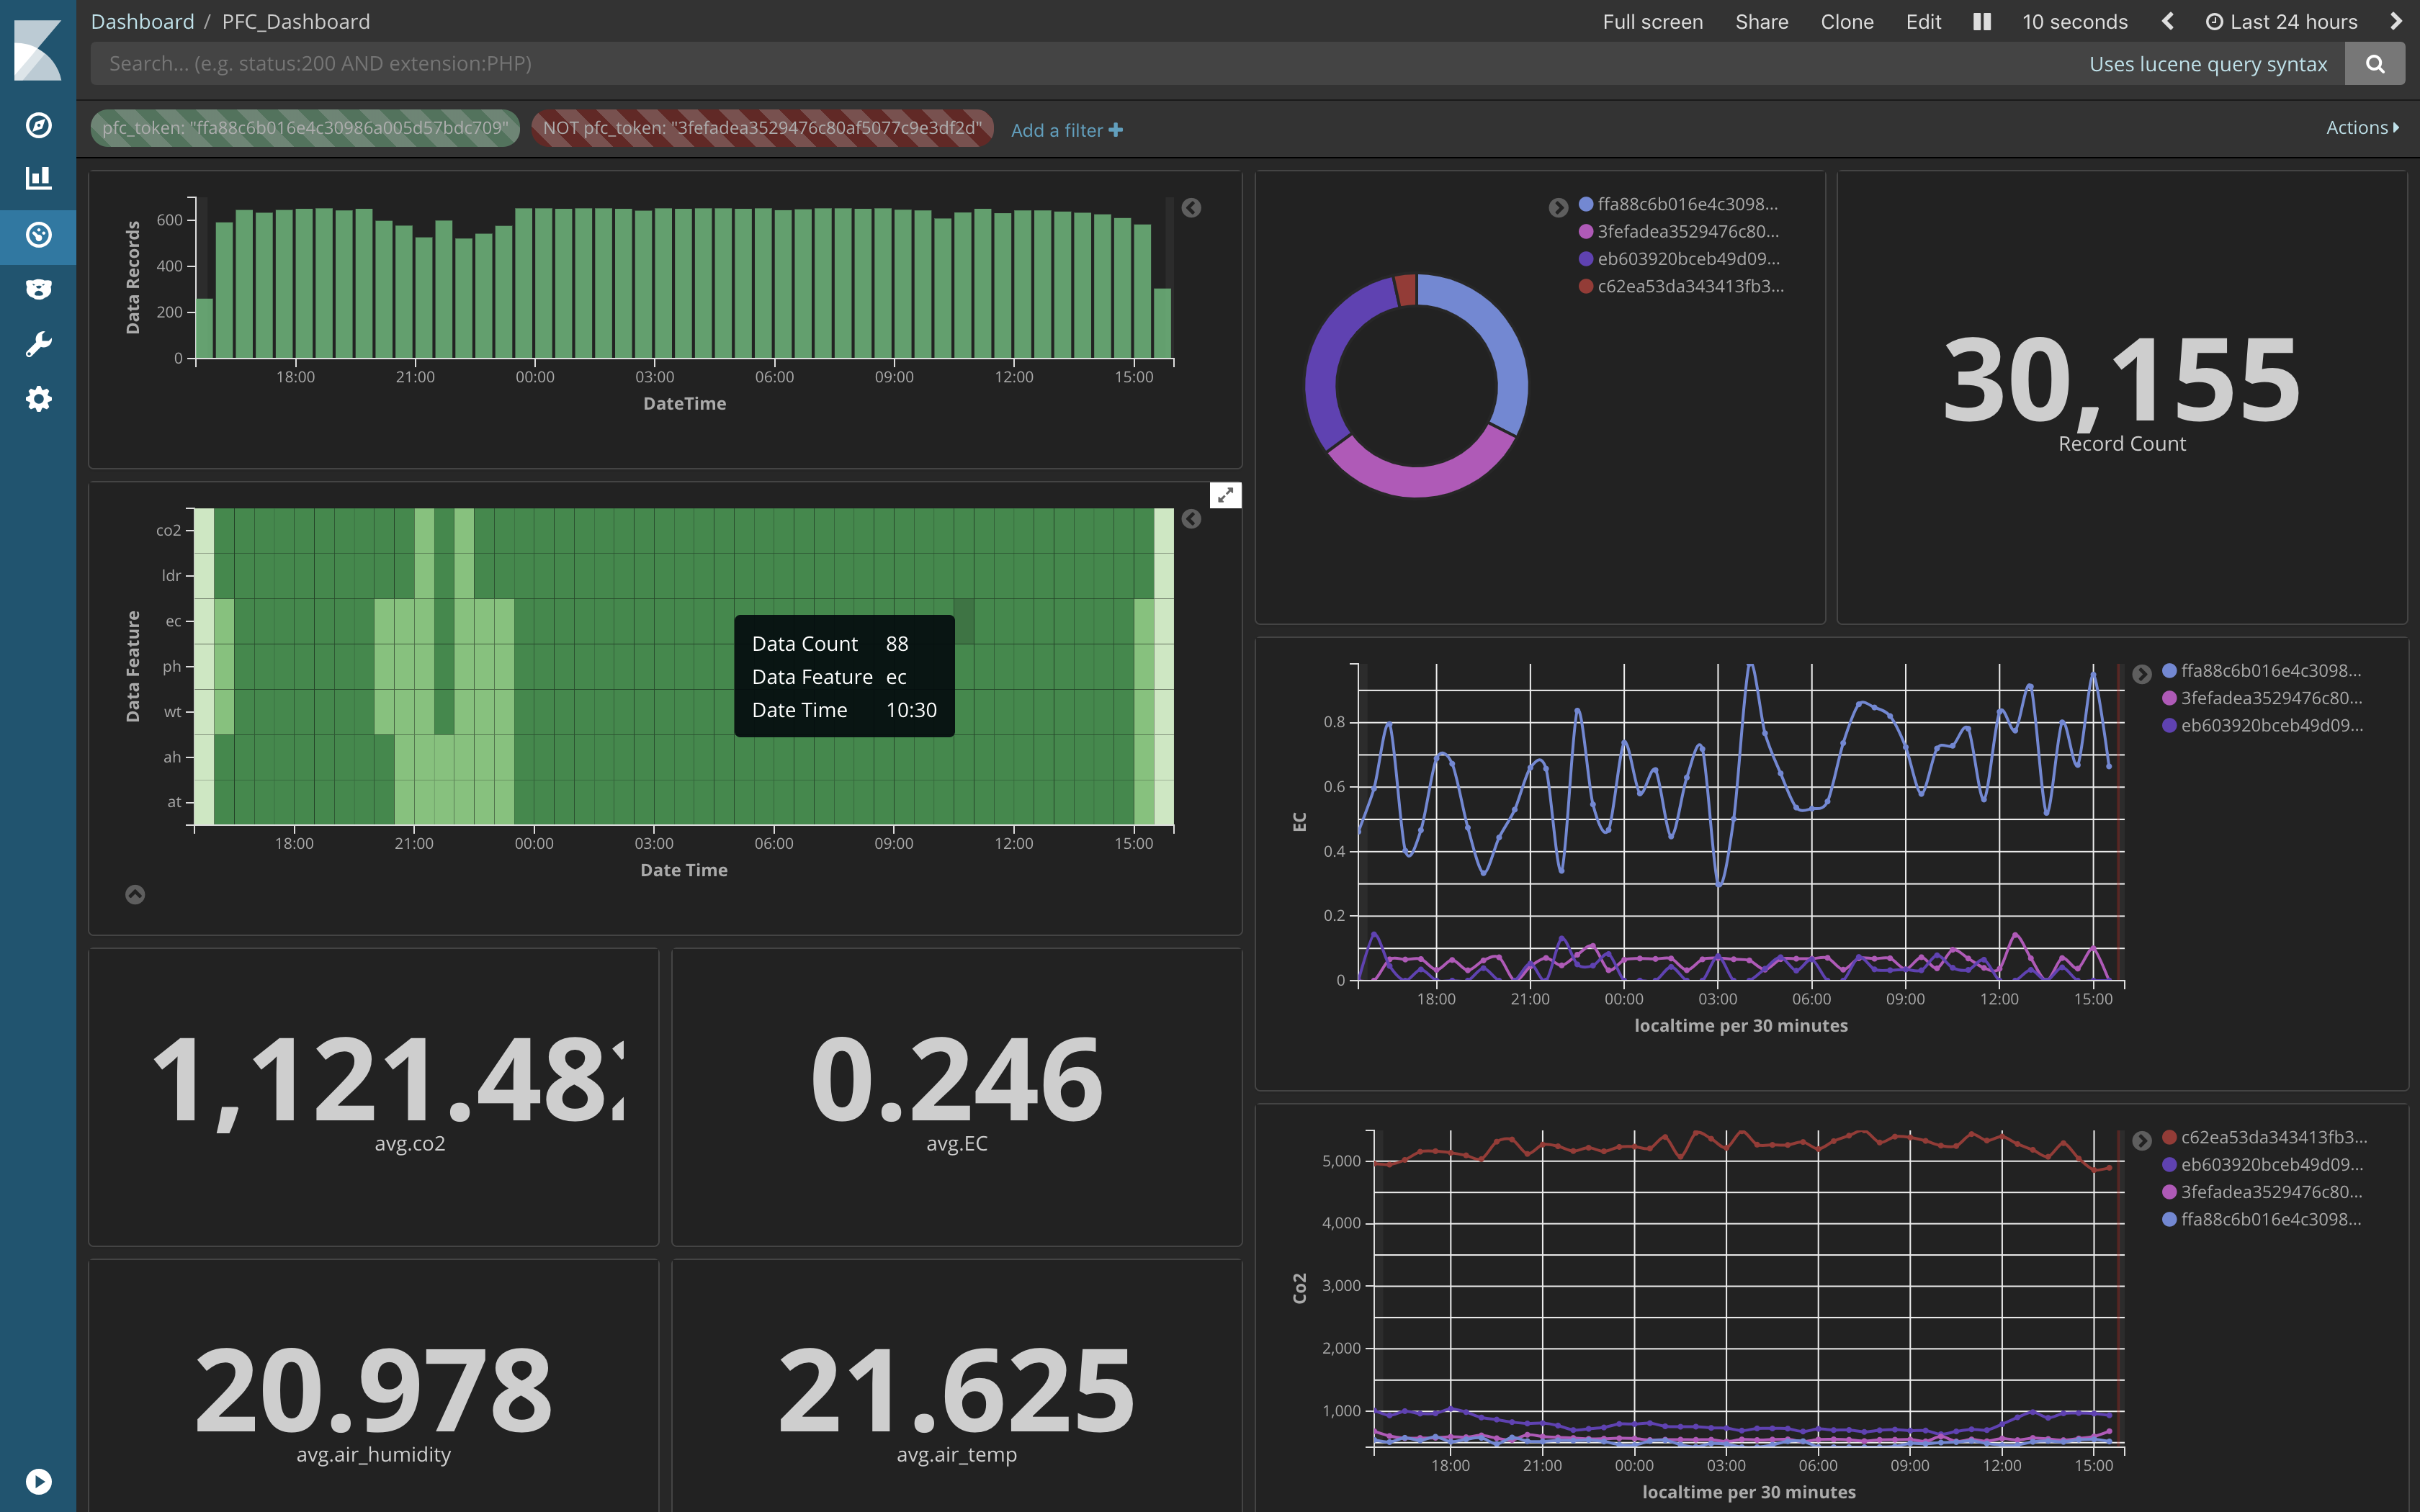 Dashboard / PFC_Dashboard
Full screen Share Clone Edit 10 seconds Last 24 hours
Search... (e.g. status:200 AND extension:PHP)
Uses lucene query syntax
pfc_token: "ffa88c6b016e4c30986a005d57bdc709"
NOT pfc_token: "3fefadea3529476c80af5077c9e3df2d"
Add a filter
Actions
Data Records
600
400
200
0
18:00 21:00 00:00 03:00 06:00 09:00 12:00 15:00
DateTime
ffa88c6b016e4c3098...
3fefadea3529476c80...
eb603920bceb49d09...
c62ea53da343413fb3...
30,155
Record Count
Data Feature
co2
ldr
ec
ph
wt
ah
at
Data Count 88
Data Feature ec
Date Time 10:30
18:00 21:00 00:00 03:00 06:00 09:00 12:00 15:00
Date Time
EC
0.8
0.6
0.4
0.2
0
18:00 21:00 00:00 03:00 06:00 09:00 12:00 15:00
localtime per 30 minutes
ffa88c6b016e4c3098...
3fefadea3529476c80...
eb603920bceb49d09...
1,121.48
avg.co2
0.246
avg.EC
20.978
avg.air_humidity
21.625
avg.air_temp
Co2
5,000
4,000
3,000
2,000
1,000
18:00 21:00 00:00 03:00 06:00 09:00 12:00 15:00
localtime per 30 minutes
c62ea53da343413fb3...
eb603920bceb49d09...
3fefadea3529476c80...
ffa88c6b016e4c3098...